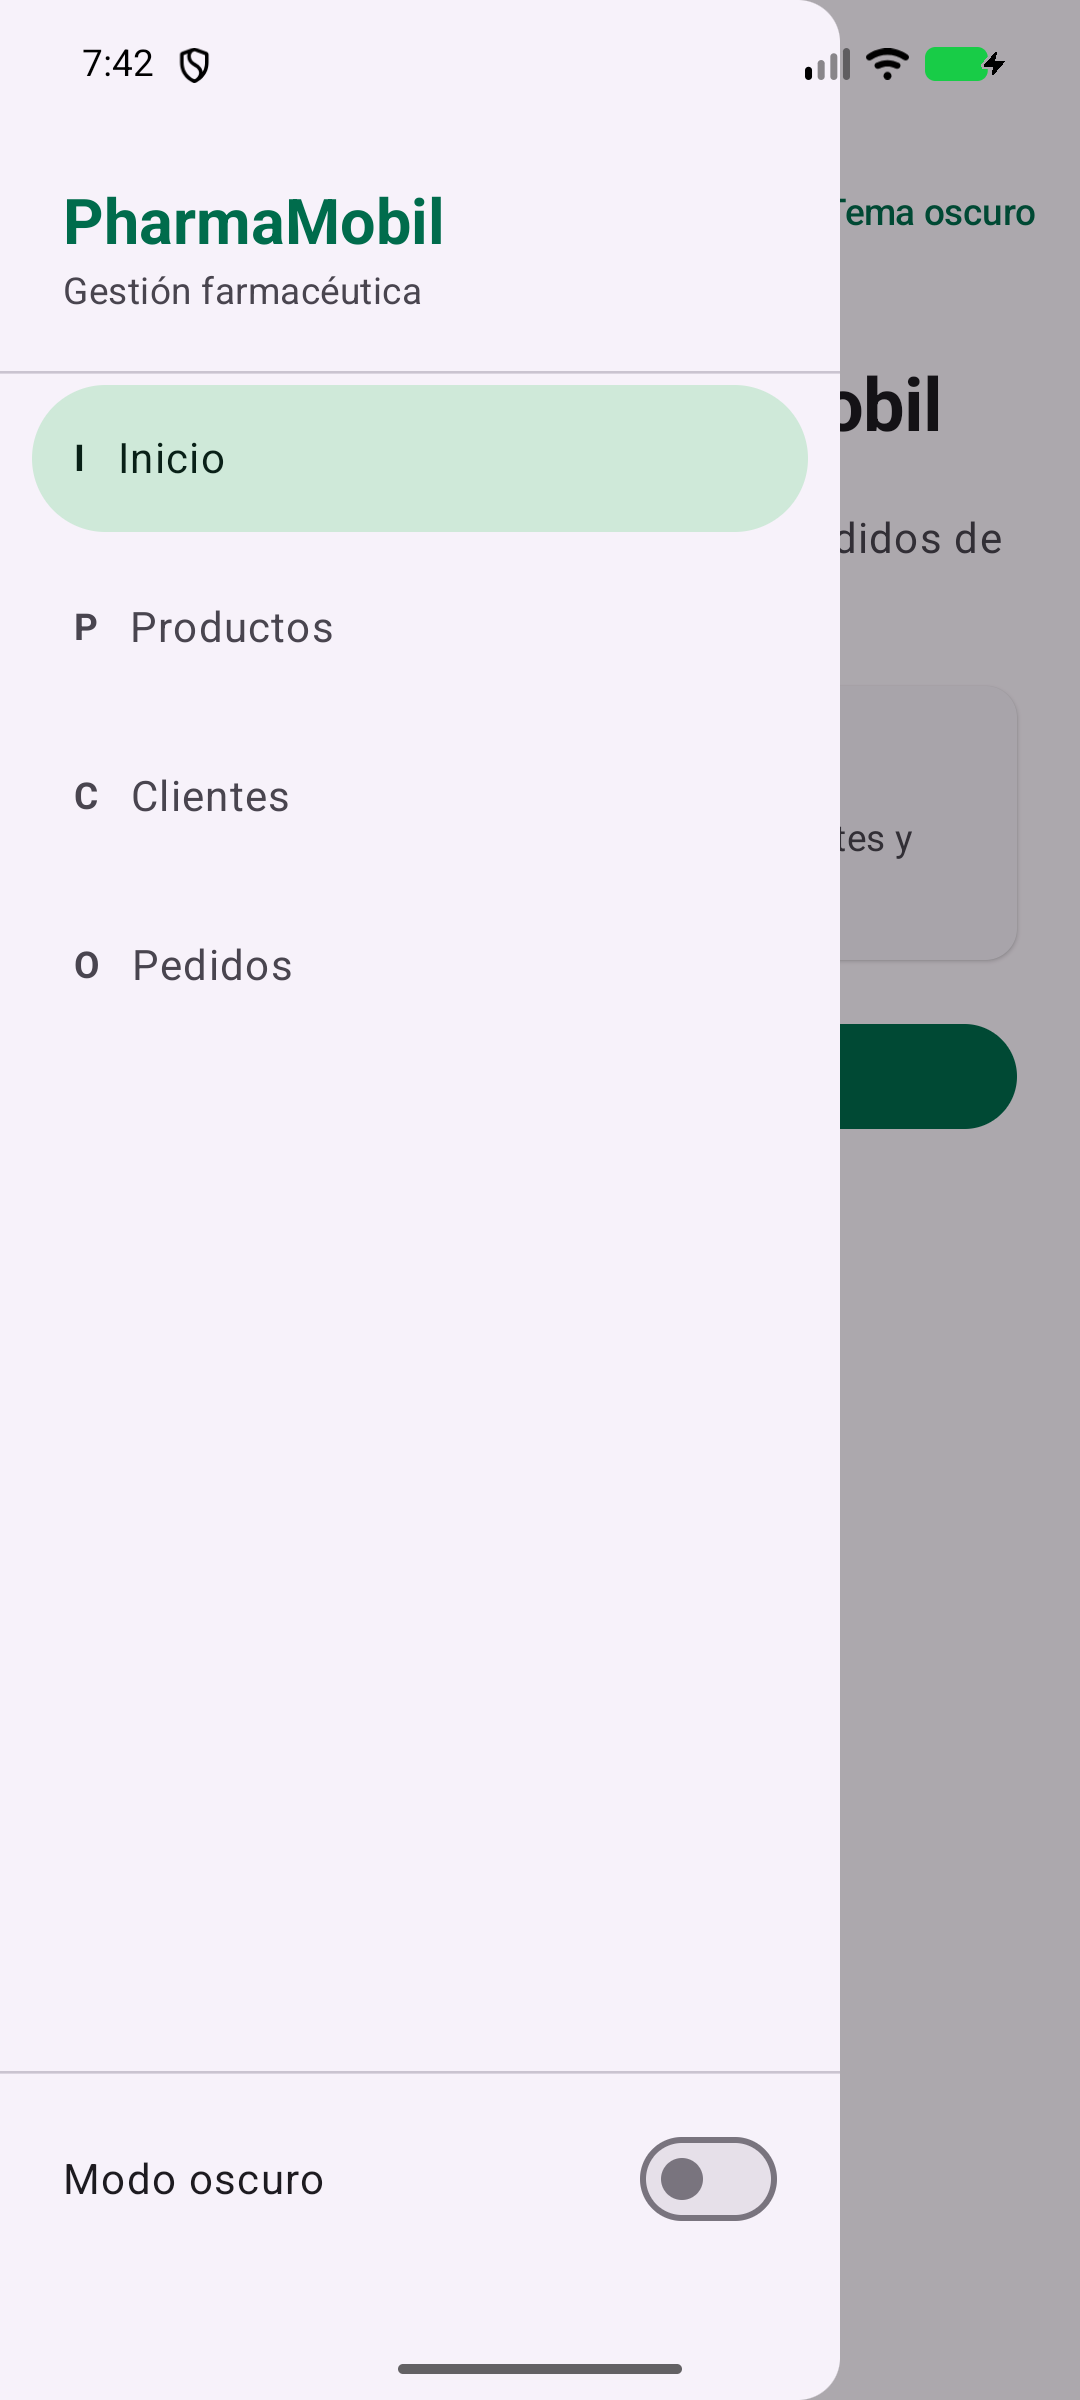 7:42
PharmaMobil
Gestión farmacéutica
I Inicio
P Productos
C Clientes
O Pedidos
Modo oscuro
Tema oscuro
obil
didos de
tes y